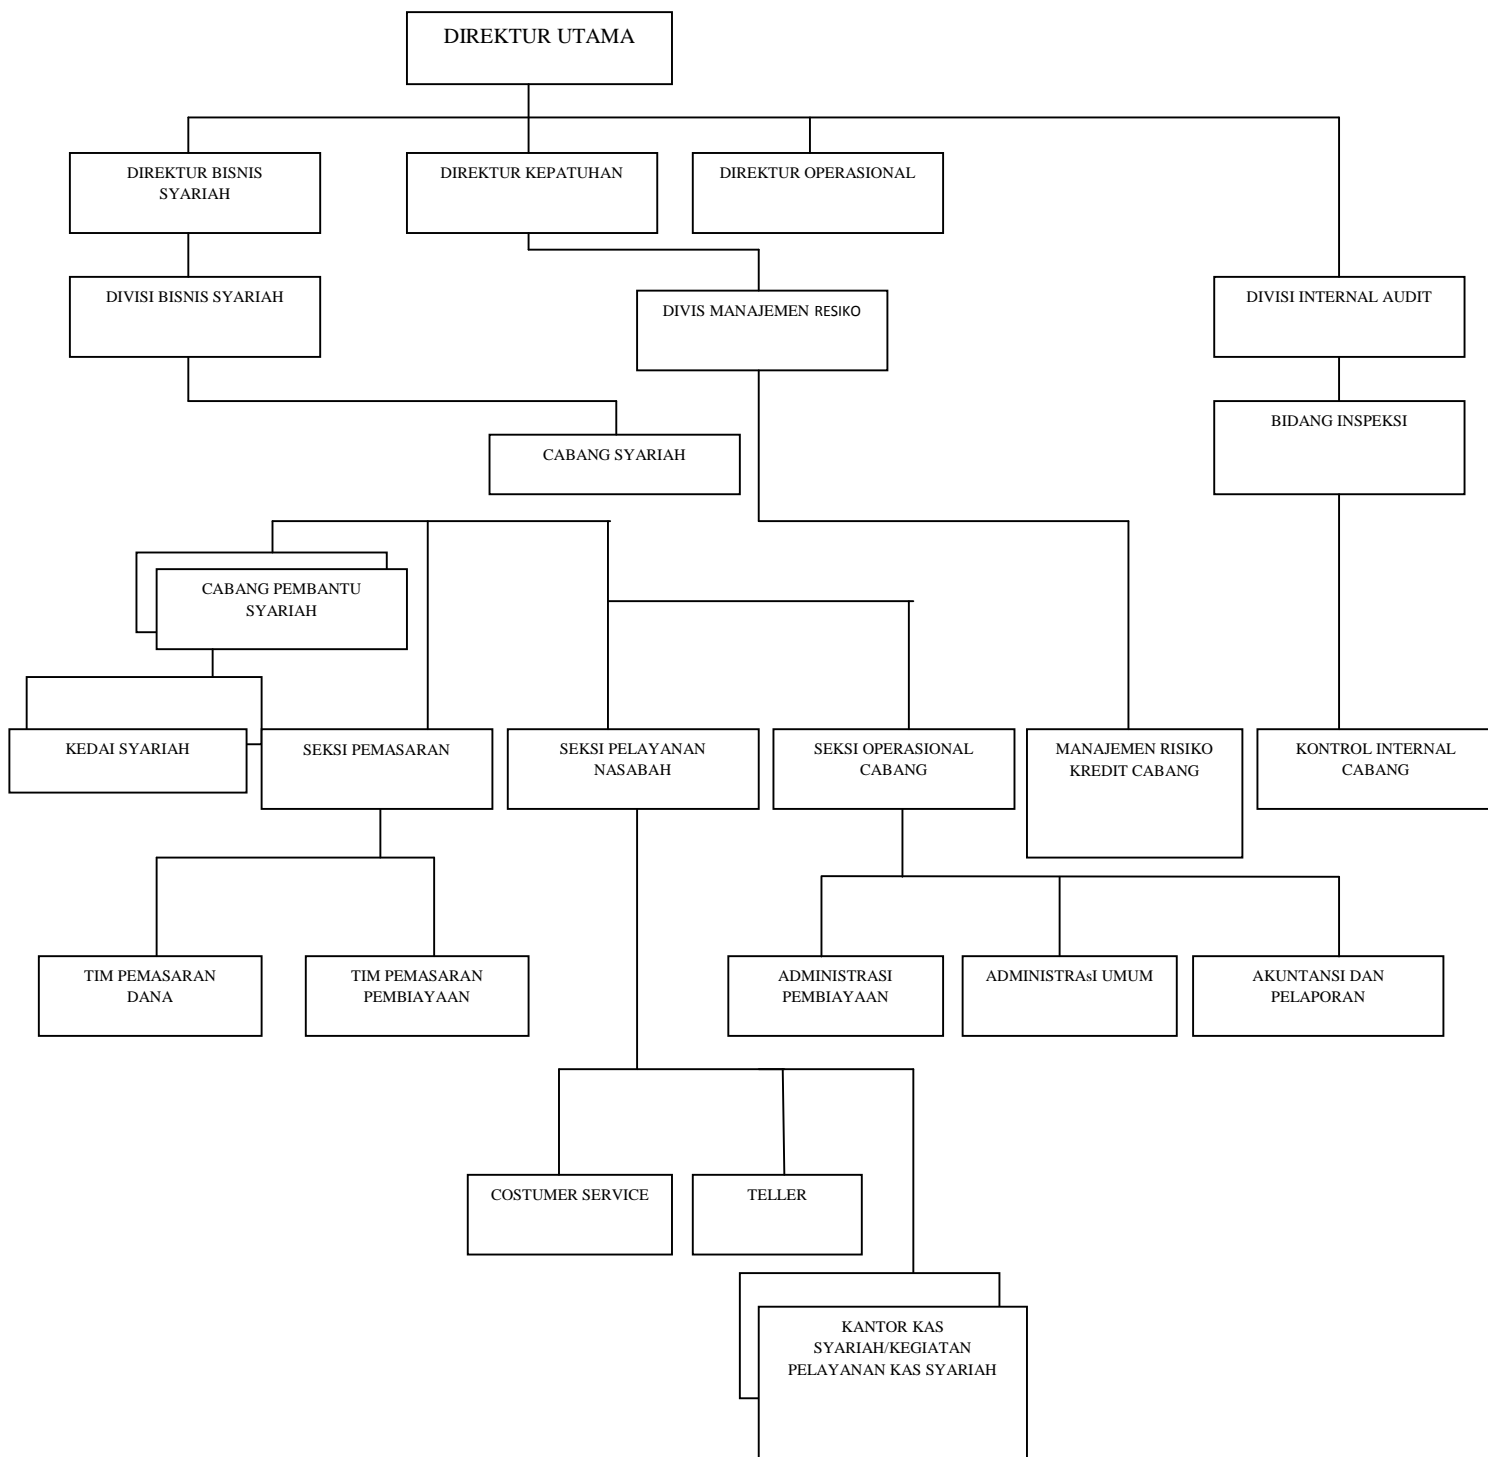 DIREKTUR UTAMA
DIREKTUR BISNIS
SYARIAH
DIREKTUR KEPATUHAN
DIREKTUR OPERASIONAL
DIVISI BISNIS SYARIAH
DIVIS MANAJEMEN RESIKO
DIVISI INTERNAL AUDIT
BIDANG INSPEKSI
CABANG SYARIAH
CABANG PEMBANTU
SYARIAH
KEDAI SYARIAH
SEKSI PEMASARAN
SEKSI PELAYANAN
NASABAH
SEKSI OPERASIONAL
CABANG
MANAJEMEN RISIKO
KREDIT CABANG
KONTROL INTERNAL
CABANG
TIM PEMASARAN
DANA
TIM PEMASARAN
PEMBIAYAAN
ADMINISTRASI
PEMBIAYAAN
ADMINISTRAsI UMUM
AKUNTANSI DAN
PELAPORAN
COSTUMER SERVICE
TELLER
KANTOR KAS
SYARIAH/KEGIATAN
PELAYANAN KAS SYARIAH